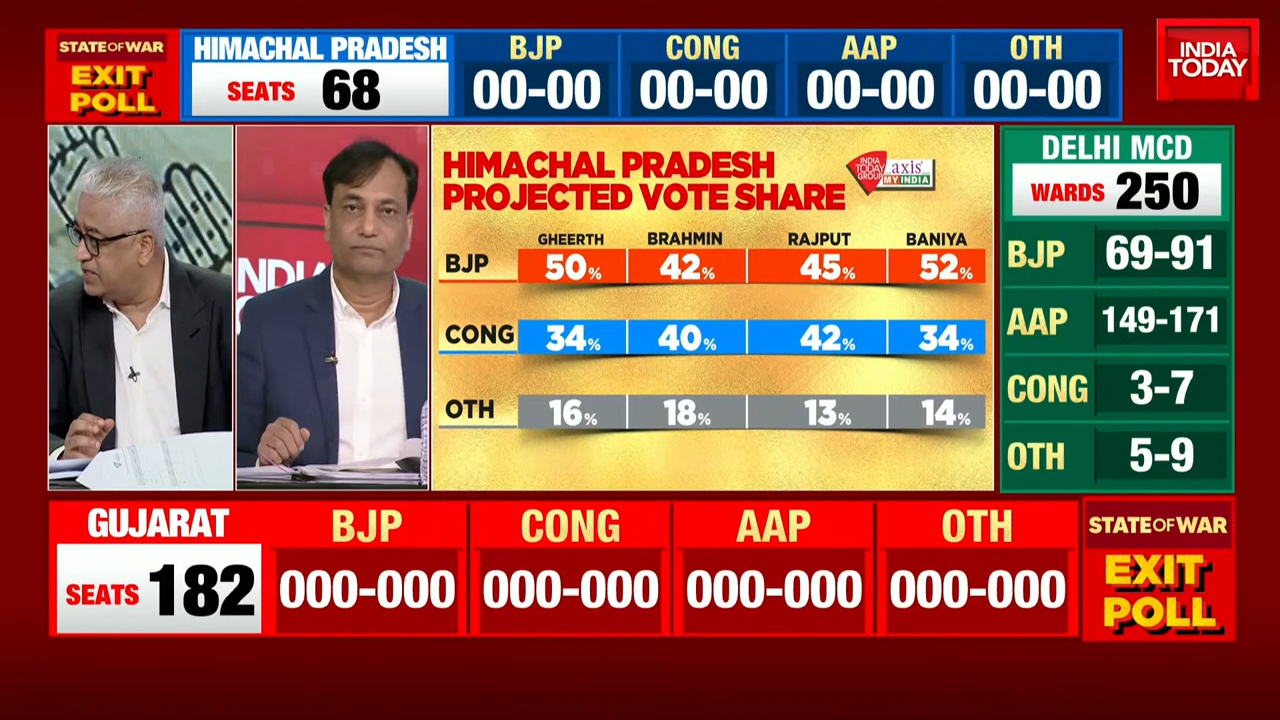 STATE OF WAR
EXIT
POLL
HIMACHAL PRADESH
SEATS 68
BJP
00-00
CONG
00-00
AAP
00-00
OTH
00-00
INDIA
TODAY
HIMACHAL PRADESH
PROJECTED VOTE SHARE
INDIA
TODAY
GROUP
axis
MY INDIA
GHEERTH BRAHMIN RAJPUT BANIYA
BJP 50% 42% 45% 52%
CONG 34% 40% 42% 34%
OTH 16% 18% 13% 14%
DELHI MCD
WARDS 250
BJP 69-91
AAP 149-171
CONG 3-7
OTH 5-9
INDIA
GUJARAT
SEATS 182
BJP
000-000
CONG
000-000
AAP
000-000
OTH
000-000
STATE OF WAR
EXIT
POLL